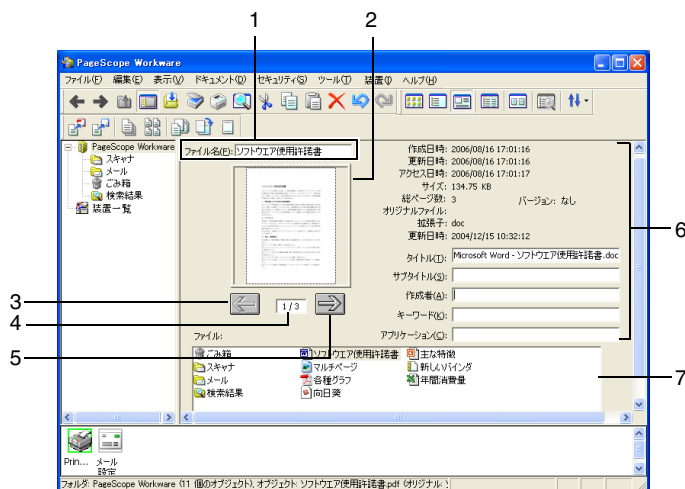 1
2
PageScope Workware
ファイル(F) 編集(E) 表示(V) ドキュメント(D) セキュリティ(S) ツール(T) 装置(I) ヘルプ(H)
PageScope Workware
スキャナ
メール
ごみ箱
検索結果
装置一覧
ファイル名(F): ソフトウエア使用許諾書
作成日時: 2006/08/16 17:01:16
更新日時: 2006/08/16 17:01:16
アクセス日時: 2006/08/16 17:01:17
サイズ: 134.75 KB
総ページ数: 3 バージョン: なし
オリジナルファイル:
拡張子: doc
更新日時: 2004/12/15 10:32:12
タイトル(T): Microsoft Word - ソフトウエア使用許諾書.doc
サブタイトル(S):
作成者(A):
キーワード(K):
アプリケーション(C):
6
3
4
5
1 / 3
ファイル:
ごみ箱 ソフトウエア使用許諾書 主な特徴
スキャナ マルチページ 新しいバインダ
メール 各種グラフ 年間消費量
検索結果 向日葵
7
Prin... メール設定
フォルダ: PageScope Workware (11 個のオブジェクト), オブジェクト: ソフトウエア使用許諾書.pdf (オリジナル: